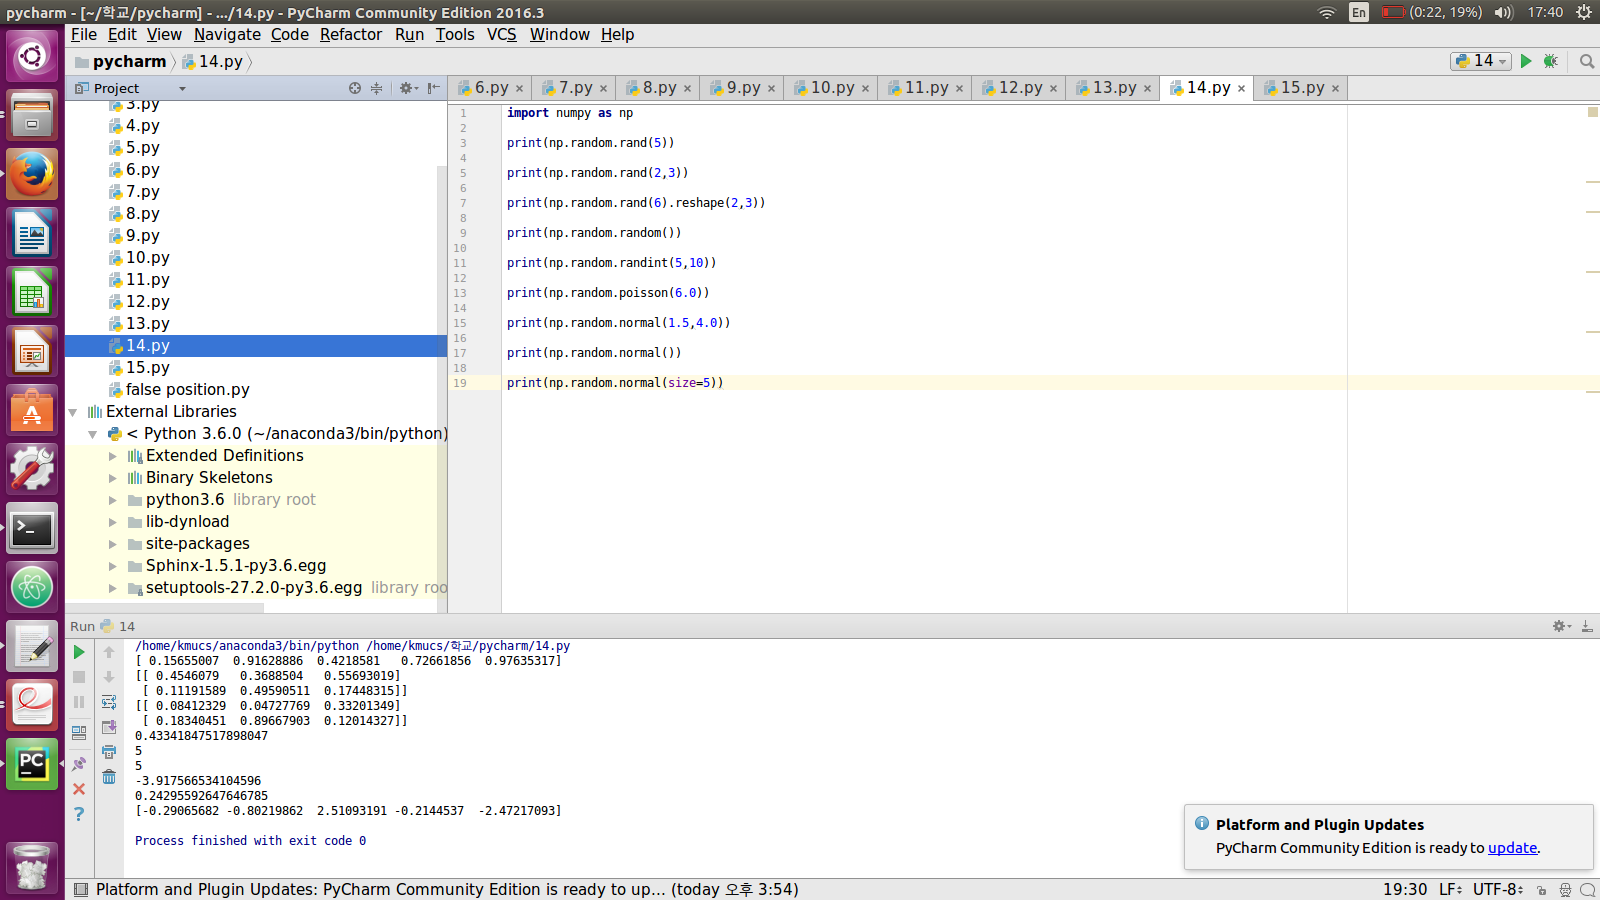 pycharm - [~/학교/pycharm] - .../14.py - PyCharm Community Edition 2016.3
En (0:22, 19%) 17:40
File Edit View Navigate Code Refactor Run Tools VCS Window Help
pycharm 14.py 14
Project
6.py 7.py 8.py 9.py 10.py 11.py 12.py 13.py 14.py 15.py
3.py
4.py
5.py
6.py
7.py
8.py
9.py
10.py
11.py
12.py
13.py
14.py
15.py
false position.py
External Libraries
< Python 3.6.0 (~/anaconda3/bin/python)
Extended Definitions
Binary Skeletons
python3.6 library root
lib-dynload
site-packages
Sphinx-1.5.1-py3.6.egg
setuptools-27.2.0-py3.6.egg library roo
1 import numpy as np
2
3 print(np.random.rand(5))
4
5 print(np.random.rand(2,3))
6
7 print(np.random.rand(6).reshape(2,3))
8
9 print(np.random.random())
10
11 print(np.random.randint(5,10))
12
13 print(np.random.poisson(6.0))
14
15 print(np.random.normal(1.5,4.0))
16
17 print(np.random.normal())
18
19 print(np.random.normal(size=5))
Run 14
/home/kmucs/anaconda3/bin/python /home/kmucs/학교/pycharm/14.py
[ 0.15655007 0.91628886 0.4218581 0.72661856 0.97635317]
[[ 0.4546079 0.3688504 0.55693019]
[ 0.11191589 0.49590511 0.17448315]]
[[ 0.08412329 0.04727769 0.33201349]
[ 0.18340451 0.89667903 0.12014327]]
0.43341847517898047
5
5
-3.917566534104596
0.24295592647646785
[-0.29065682 -0.80219862 2.51093191 -0.2144537 -2.47217093]
Process finished with exit code 0
Platform and Plugin Updates
PyCharm Community Edition is ready to update.
Platform and Plugin Updates: PyCharm Community Edition is ready to up... (today 오후 3:54)
19:30 LF UTF-8
PC